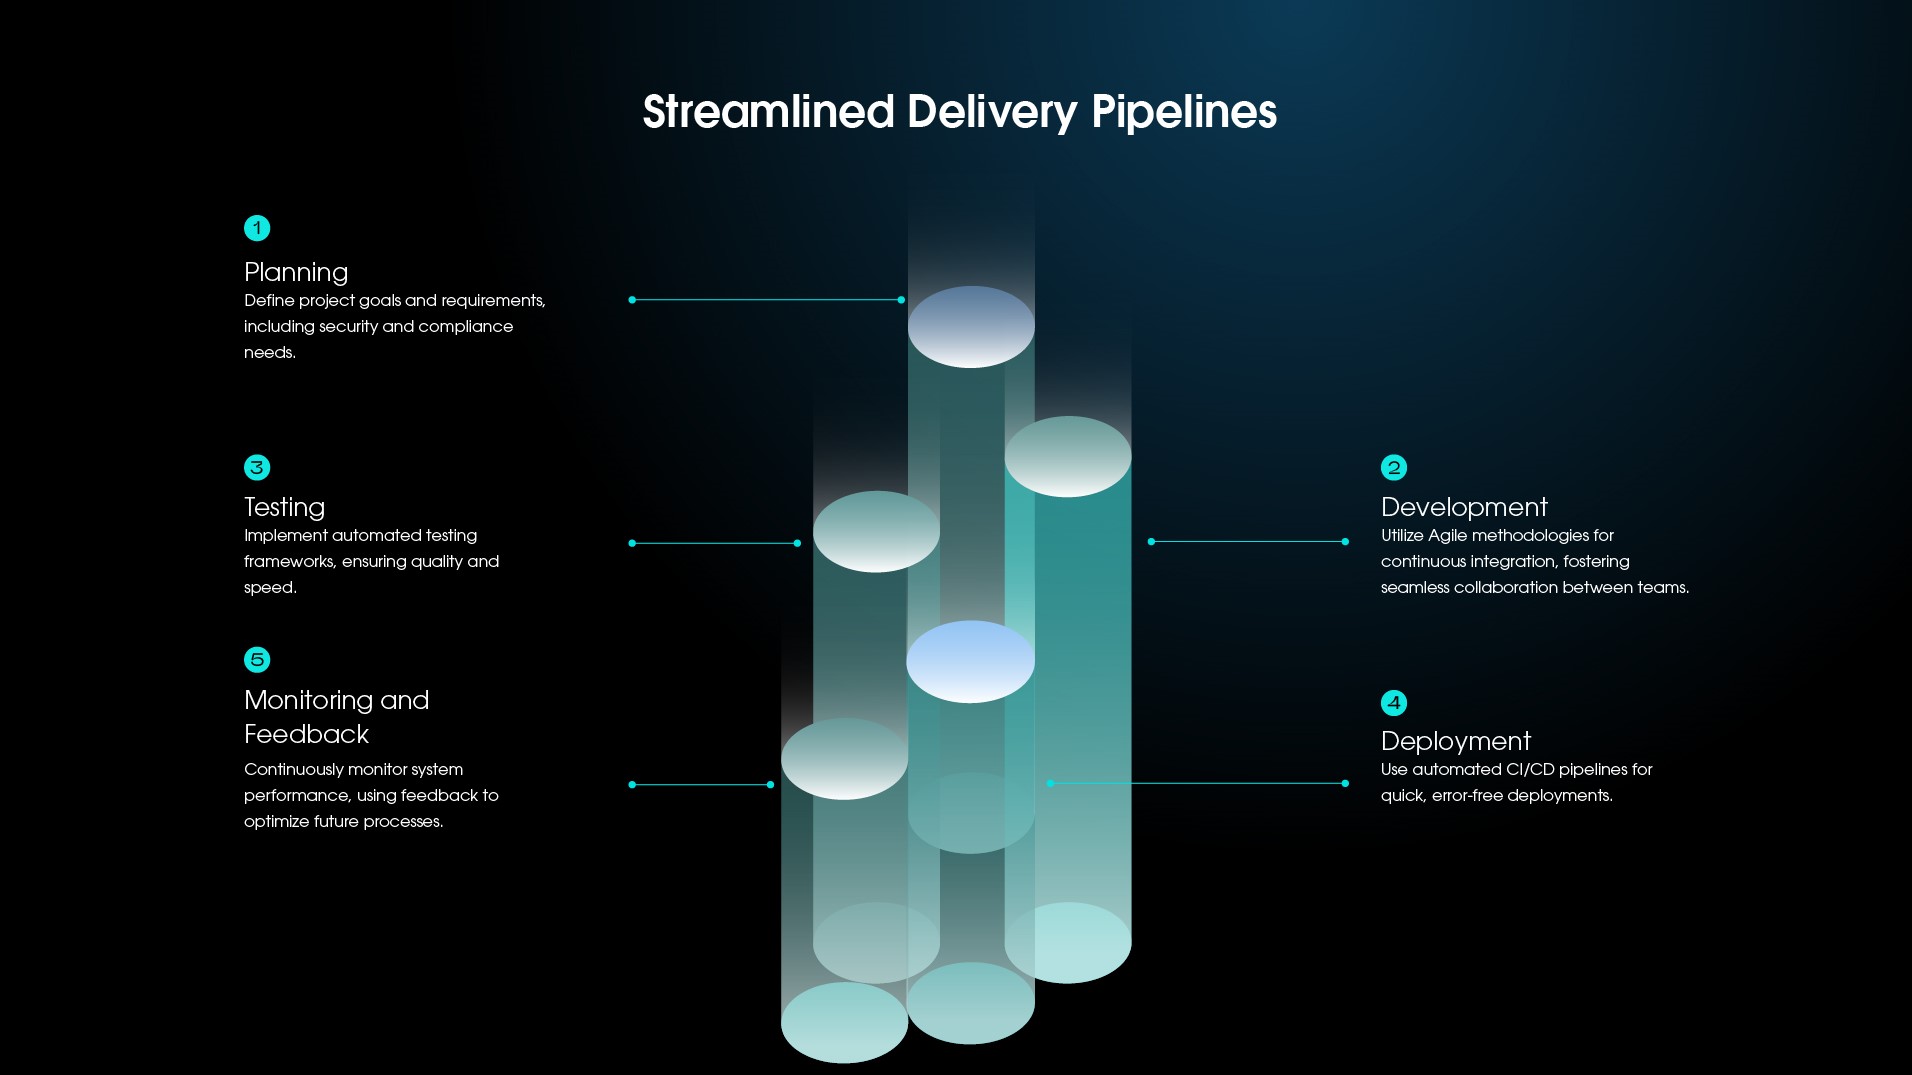 Streamlined Delivery Pipelines
1
Planning
Define project goals and requirements,
including security and compliance
needs.
2
Development
Utilize Agile methodologies for
continuous integration, fostering
seamless collaboration between teams.
3
Testing
Implement automated testing
frameworks, ensuring quality and
speed.
4
Deployment
Use automated CI/CD pipelines for
quick, error-free deployments.
5
Monitoring and
Feedback
Continuously monitor system
performance, using feedback to
optimize future processes.